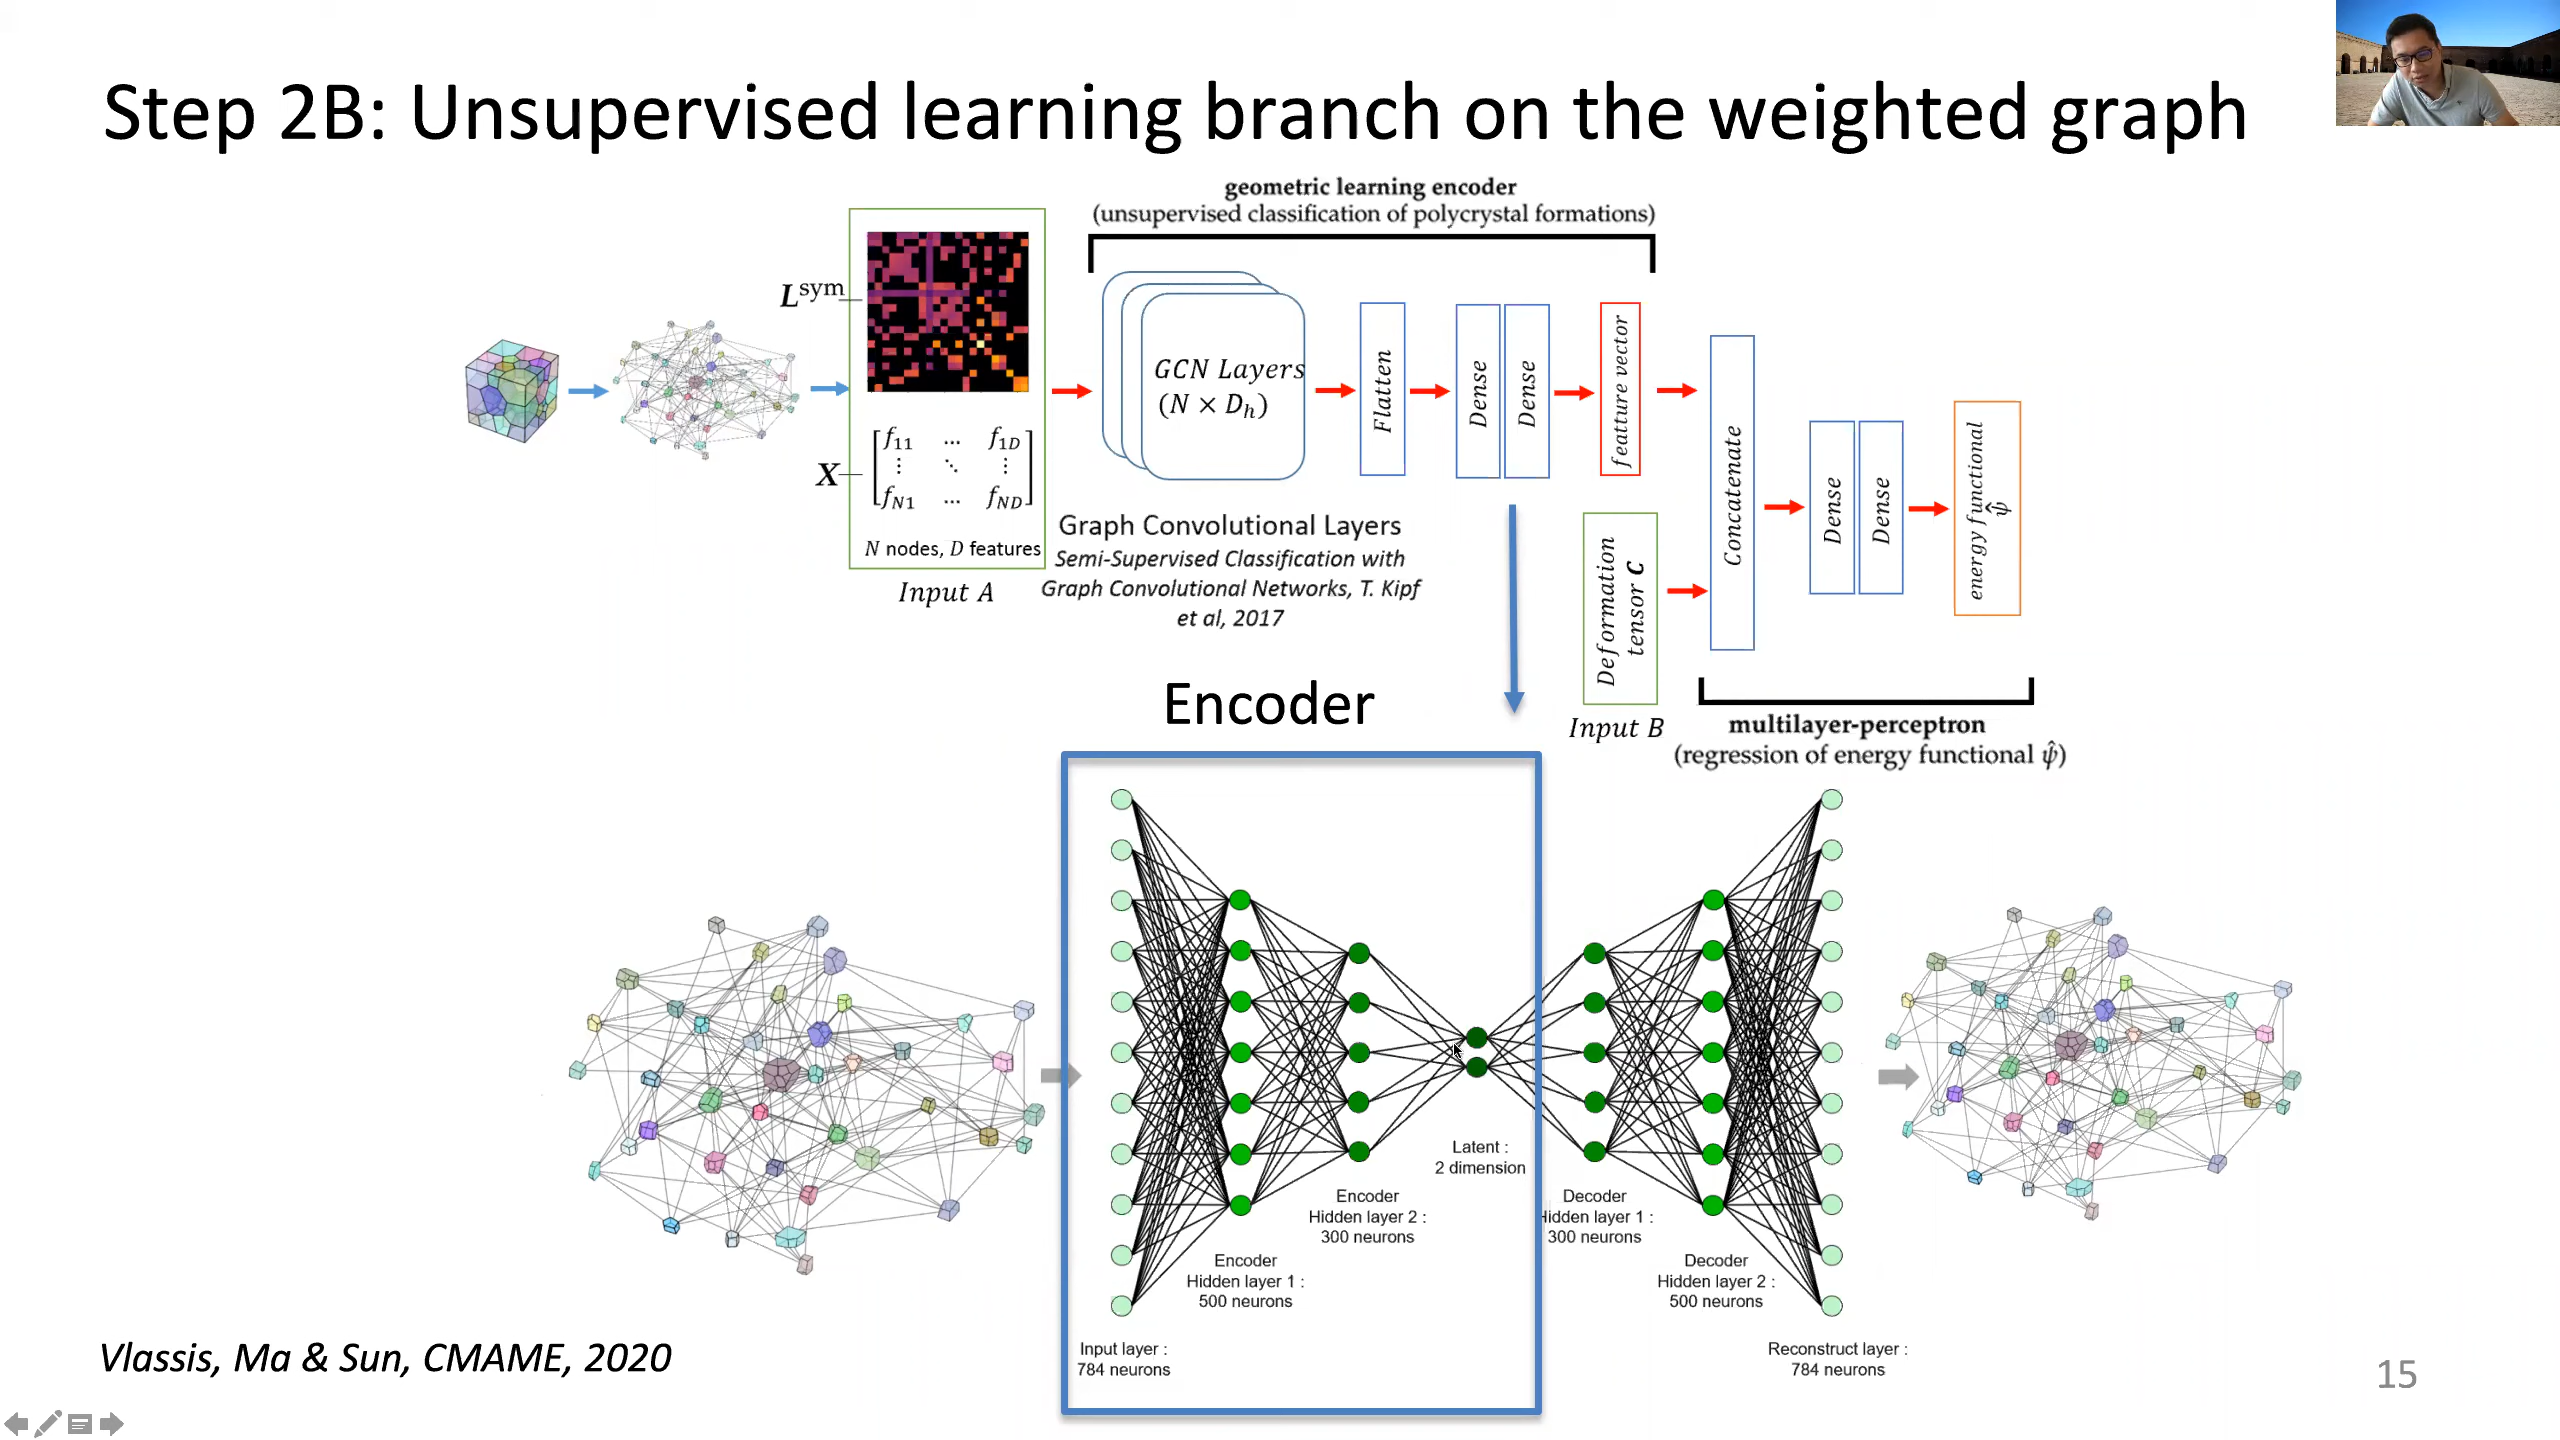 Step 2B: Unsupervised learning branch on the weighted graph
geometric learning encoder
(unsupervised classification of polycrystal formations)
L^sym
X
f_11 ... f_1D
⋮ ⋱ ⋮
f_N1 ... f_ND
N nodes, D features
Input A
GCN Layers
(N × D_h)
Flatten
Dense
Dense
feature vector
Graph Convolutional Layers
Semi-Supervised Classification with
Graph Convolutional Networks, T. Kipf
et al, 2017
Deformation
tensor C
Input B
Concatenate
Dense
Dense
energy functional
ψ̂
multilayer-perceptron
(regression of energy functional ψ̂)
Encoder
Latent :
2 dimension
Encoder
Hidden layer 2 :
300 neurons
Decoder
Hidden layer 1 :
300 neurons
Encoder
Hidden layer 1 :
500 neurons
Decoder
Hidden layer 2 :
500 neurons
Input layer :
784 neurons
Reconstruct layer :
784 neurons
Vlassis, Ma & Sun, CMAME, 2020
15